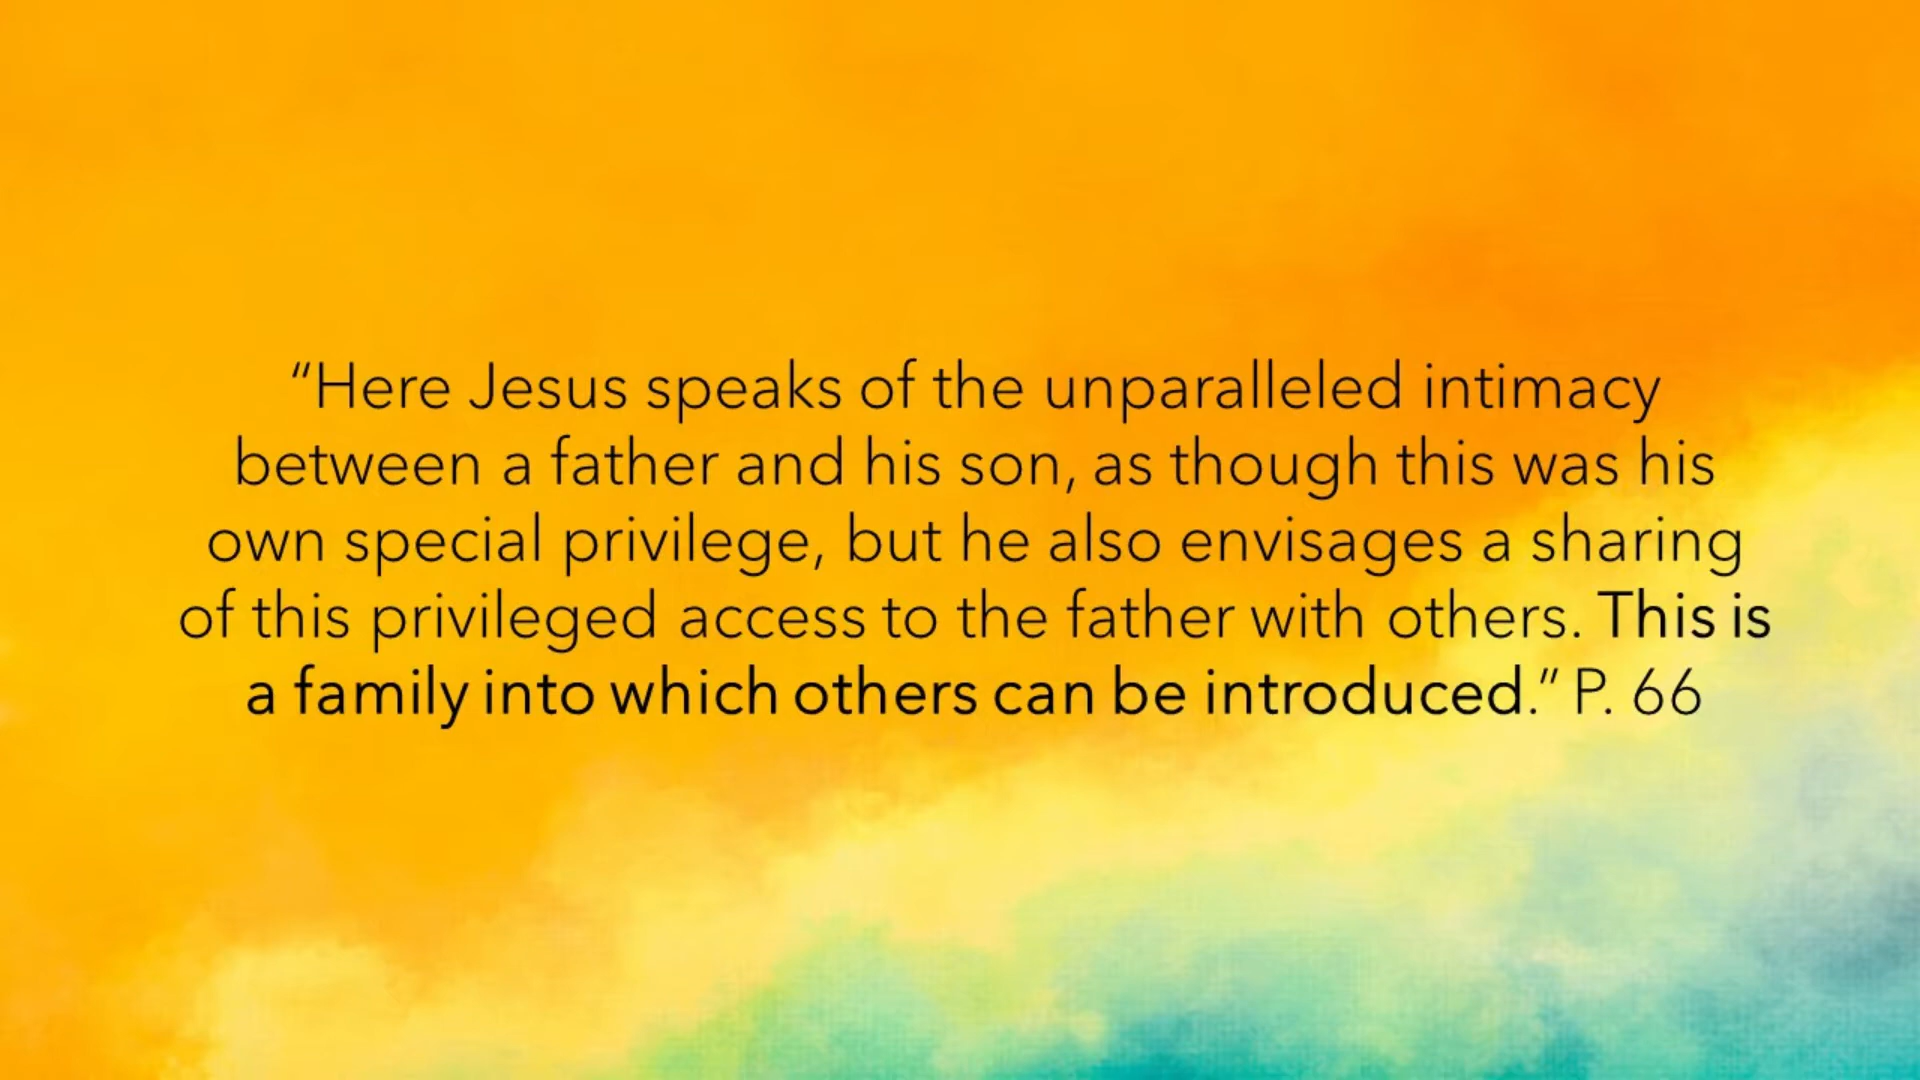 “Here Jesus speaks of the unparalleled intimacy
between a father and his son, as though this was his
own special privilege, but he also envisages a sharing
of this privileged access to the father with others. This is
a family into which others can be introduced.” P. 66